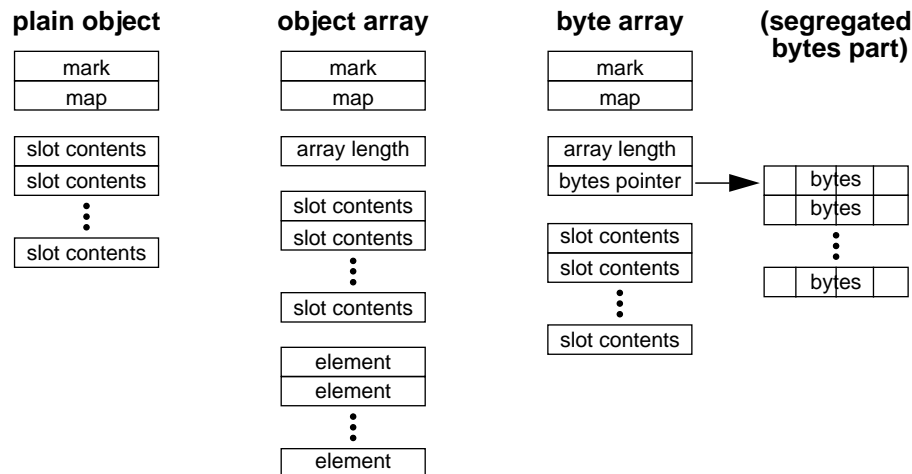 plain object
mark
map
slot contents
slot contents
slot contents
object array
mark
map
array length
slot contents
slot contents
slot contents
element
element
element
byte array
mark
map
array length
bytes pointer
slot contents
slot contents
slot contents
(segregated
bytes part)
bytes
bytes
bytes